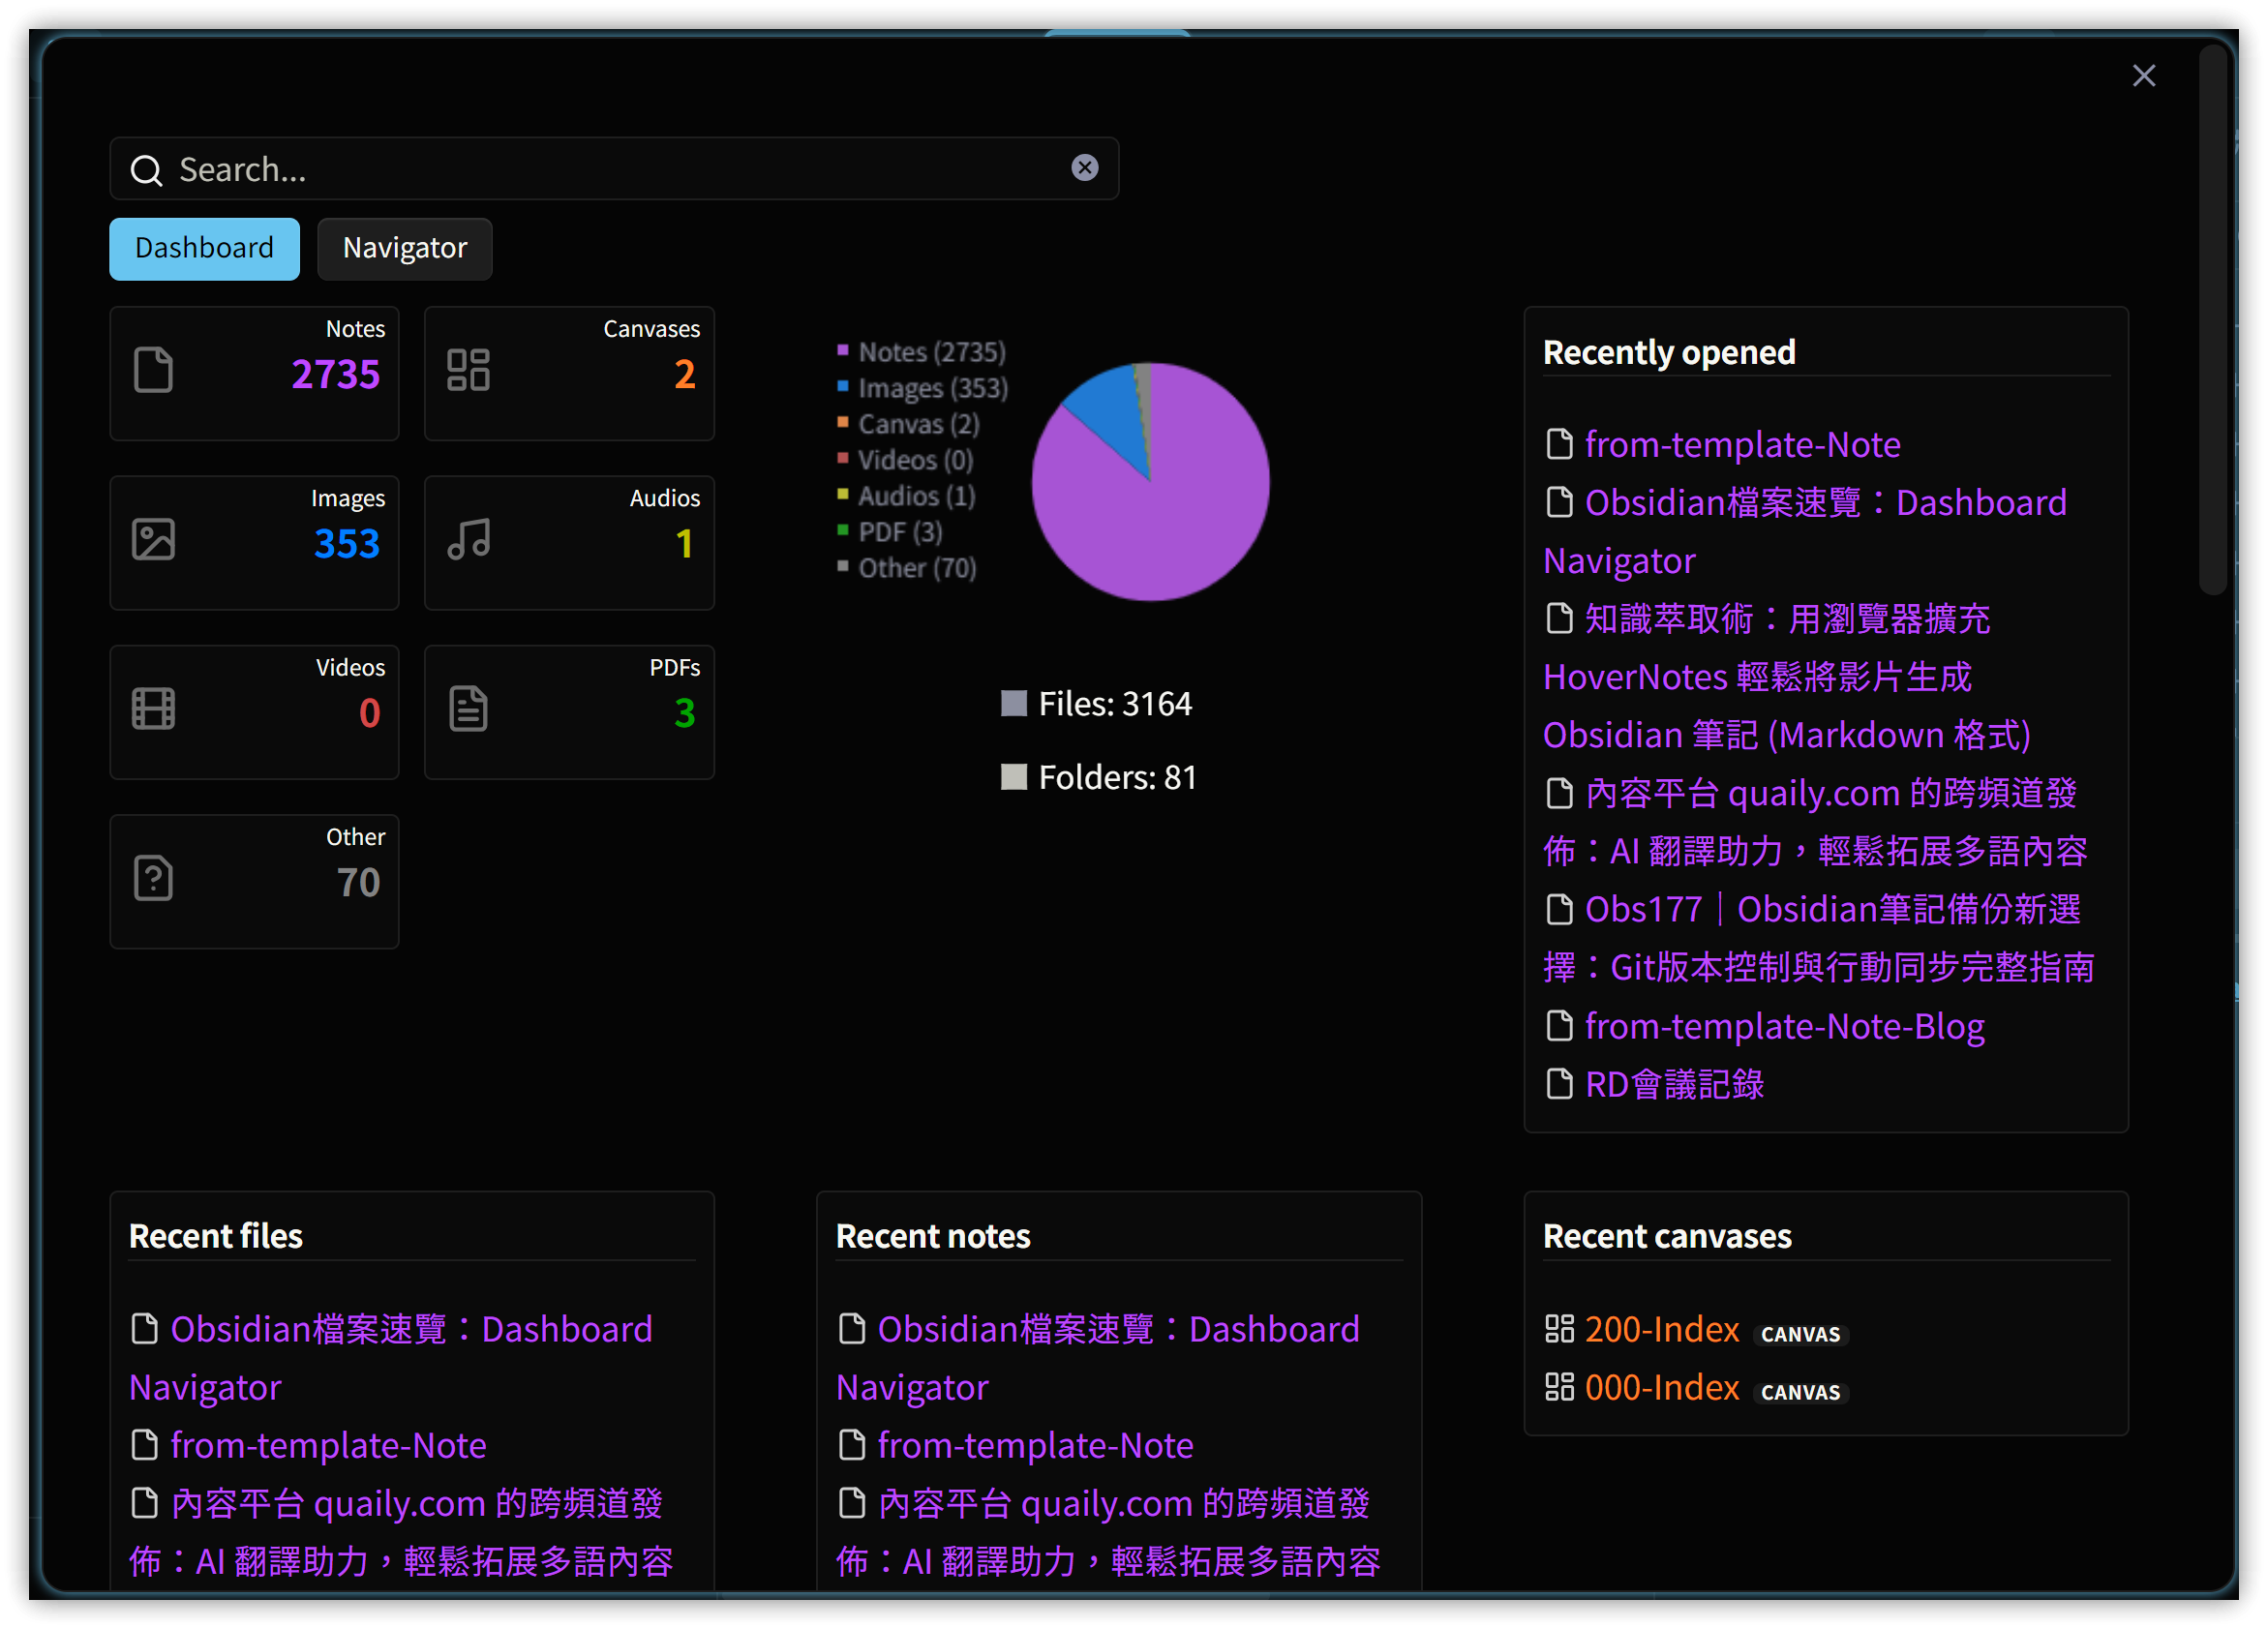 Search...
Dashboard
Navigator
Notes
2735
Canvases
2
Images
353
Audios
1
Videos
0
PDFs
3
Other
70
Notes (2735)
Images (353)
Canvas (2)
Videos (0)
Audios (1)
PDF (3)
Other (70)
Files: 3164
Folders: 81
Recently opened
from-template-Note
Obsidian檔案速覽：Dashboard
Navigator
知識萃取術：用瀏覽器擴充
HoverNotes 輕鬆將影片生成
Obsidian 筆記 (Markdown 格式)
內容平台 quaily.com 的跨頻道發
佈：AI 翻譯助力，輕鬆拓展多語內容
Obs177｜Obsidian筆記備份新選
擇：Git版本控制與行動同步完整指南
from-template-Note-Blog
RD會議記錄
Recent files
Obsidian檔案速覽：Dashboard
Navigator
from-template-Note
內容平台 quaily.com 的跨頻道發
佈：AI 翻譯助力，輕鬆拓展多語內容
Recent notes
Obsidian檔案速覽：Dashboard
Navigator
from-template-Note
內容平台 quaily.com 的跨頻道發
佈：AI 翻譯助力，輕鬆拓展多語內容
Recent canvases
200-Index CANVAS
000-Index CANVAS